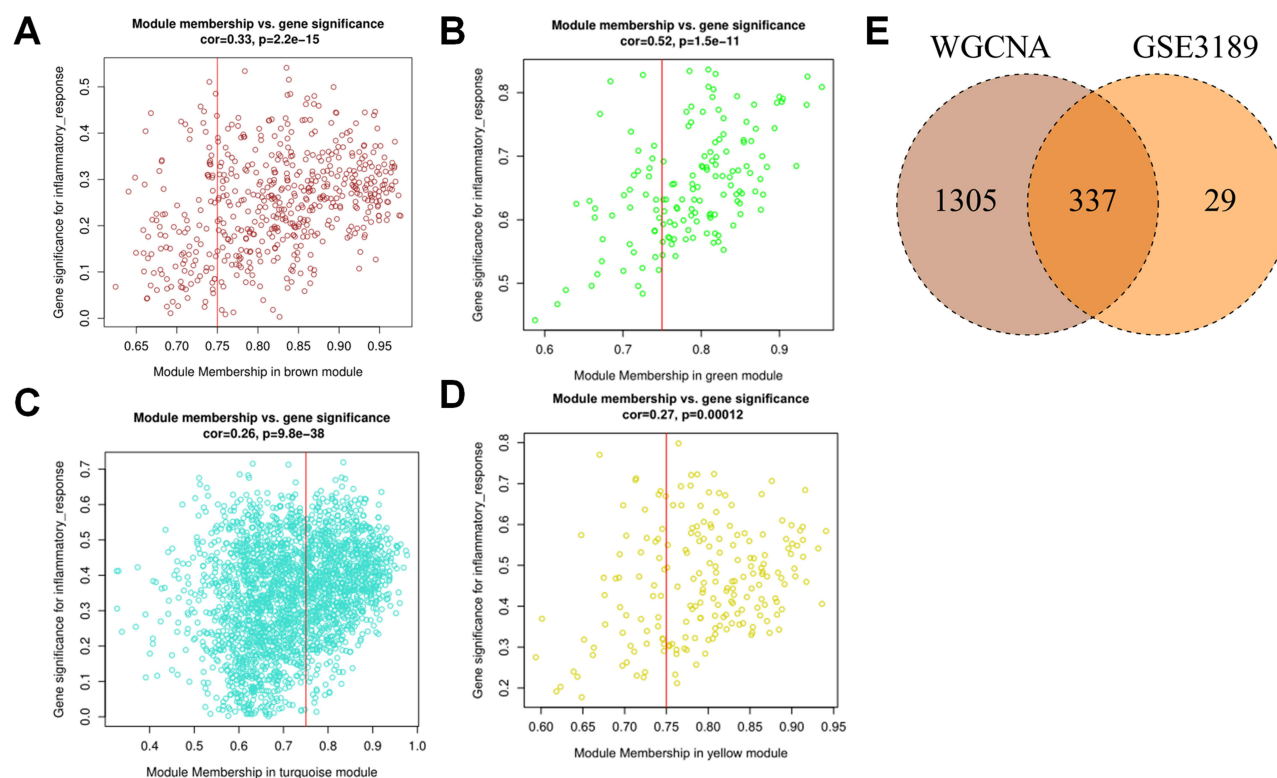 A
Module membership vs. gene significance
cor=0.33, p=2.2e−15
Gene significance for inflammatory_response
0.0 0.1 0.2 0.3 0.4 0.5
0.65 0.70 0.75 0.80 0.85 0.90 0.95
Module Membership in brown module
B
Module membership vs. gene significance
cor=0.52, p=1.5e−11
Gene significance for inflammatory_response
0.5 0.6 0.7 0.8
0.6 0.7 0.8 0.9
Module Membership in green module
C
Module membership vs. gene significance
cor=0.26, p=9.8e−38
Gene significance for inflammatory_response
0.0 0.1 0.2 0.3 0.4 0.5 0.6 0.7
0.4 0.5 0.6 0.7 0.8 0.9 1.0
Module Membership in turquoise module
D
Module membership vs. gene significance
cor=0.27, p=0.00012
Gene significance for inflammatory_response
0.2 0.3 0.4 0.5 0.6 0.7 0.8
0.60 0.65 0.70 0.75 0.80 0.85 0.90 0.95
Module Membership in yellow module
E
WGCNA GSE3189
1305 337 29